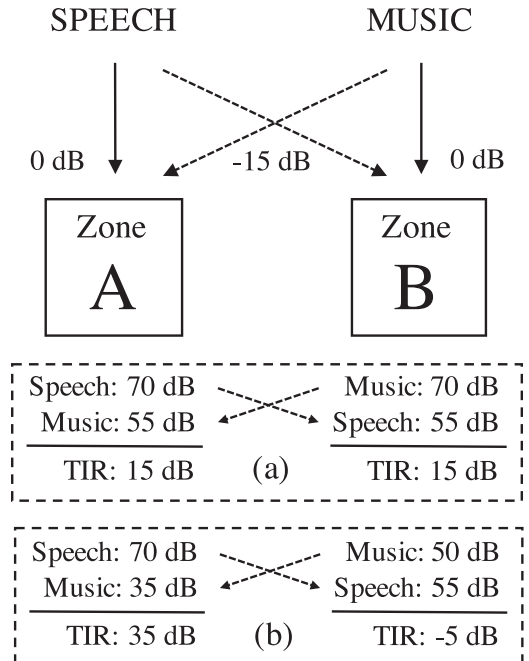 SPEECH MUSIC
0 dB -15 dB 0 dB
Zone Zone
A B
Speech: 70 dB Music: 70 dB
Music: 55 dB Speech: 55 dB
TIR: 15 dB (a) TIR: 15 dB
Speech: 70 dB Music: 50 dB
Music: 35 dB Speech: 55 dB
TIR: 35 dB (b) TIR: -5 dB